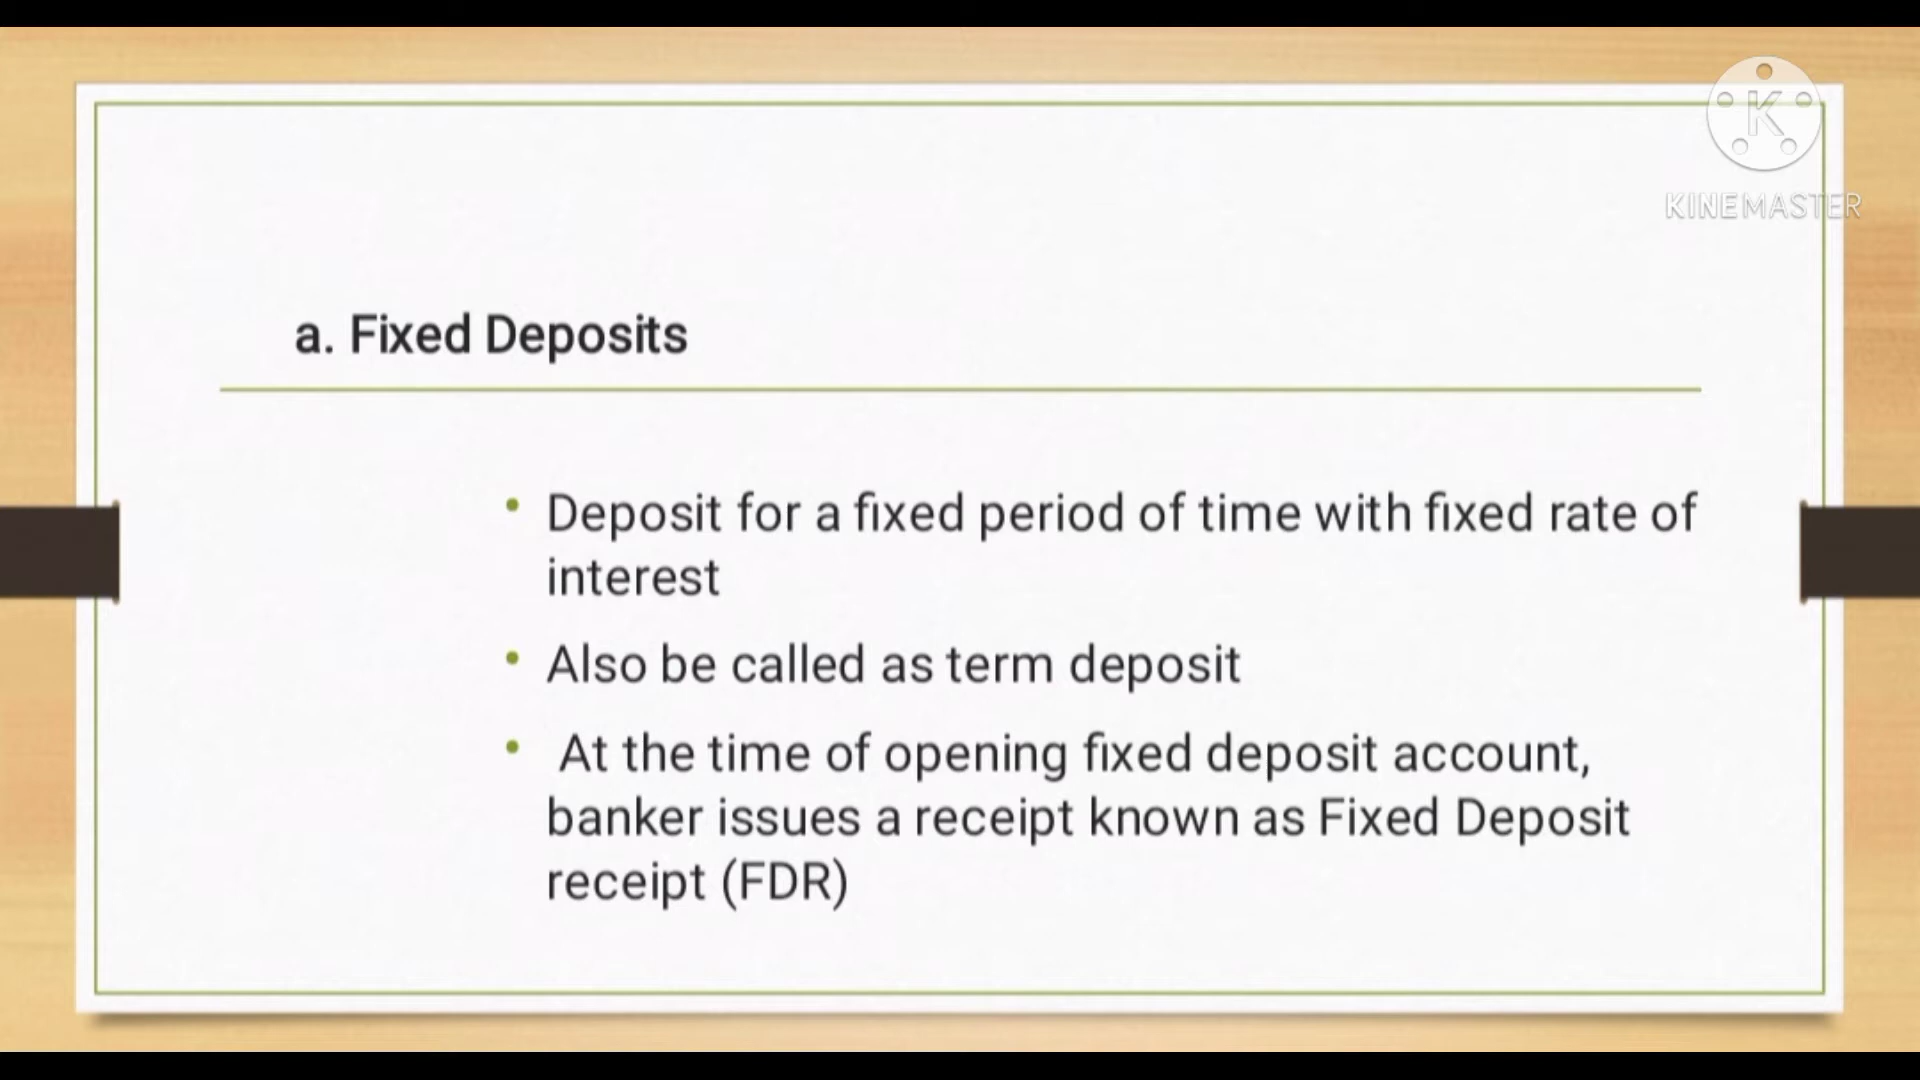 K
KINEMASTER
a. Fixed Deposits
• Deposit for a fixed period of time with fixed rate of
interest
• Also be called as term deposit
• At the time of opening fixed deposit account,
banker issues a receipt known as Fixed Deposit
receipt (FDR)